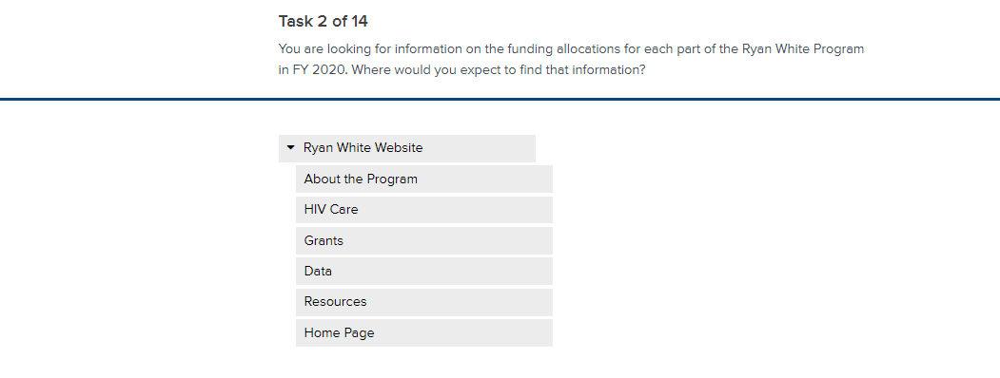 Task 2 of 14
You are looking for information on the funding allocations for each part of the Ryan White Program
in FY 2020. Where would you expect to find that information?
Ryan White Website
About the Program
HIV Care
Grants
Data
Resources
Home Page